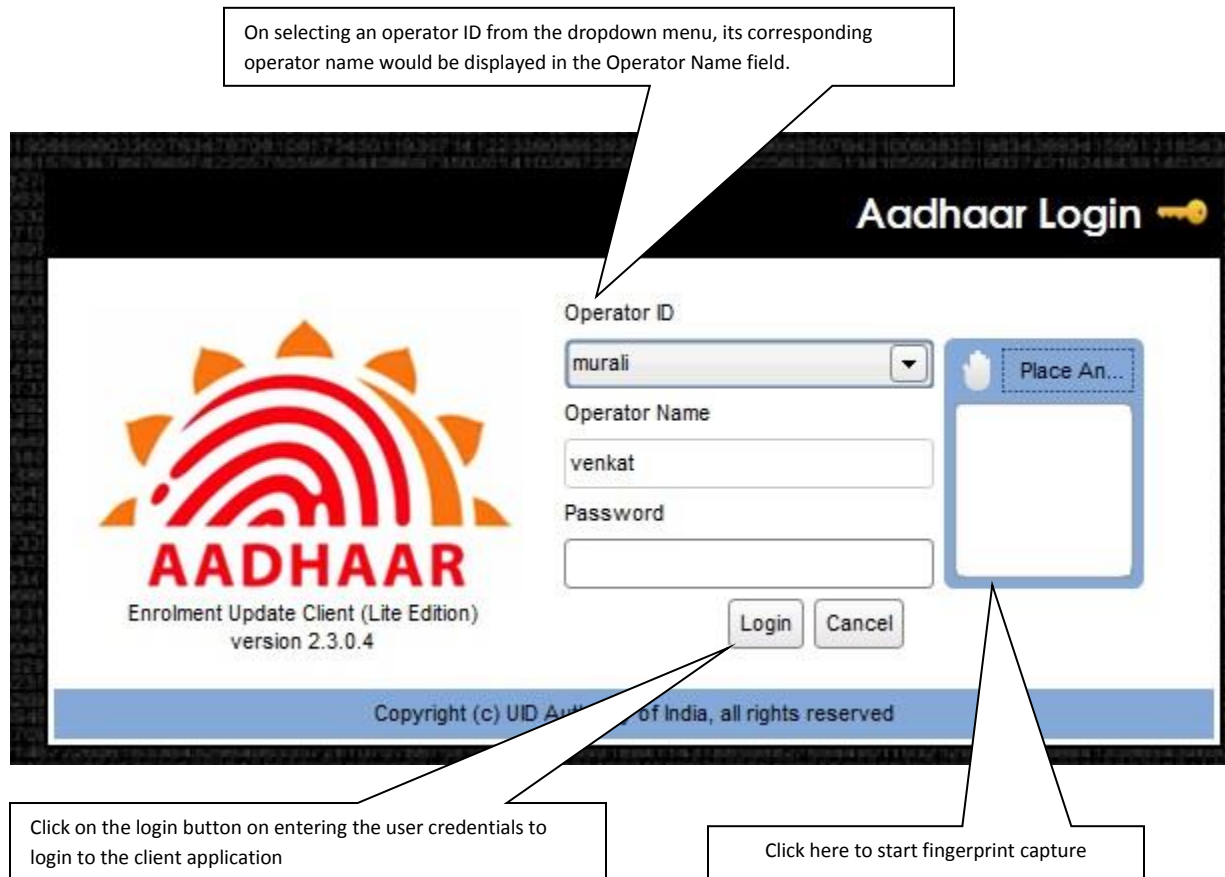 On selecting an operator ID from the dropdown menu, its corresponding
operator name would be displayed in the Operator Name field.
Aadhaar Login
Operator ID
murali
Place An...
Operator Name
venkat
Password
AADHAAR
Enrolment Update Client (Lite Edition)
version 2.3.0.4
Login
Cancel
Copyright (c) UID of India, all rights reserved
Click on the login button on entering the user credentials to
login to the client application
Click here to start fingerprint capture